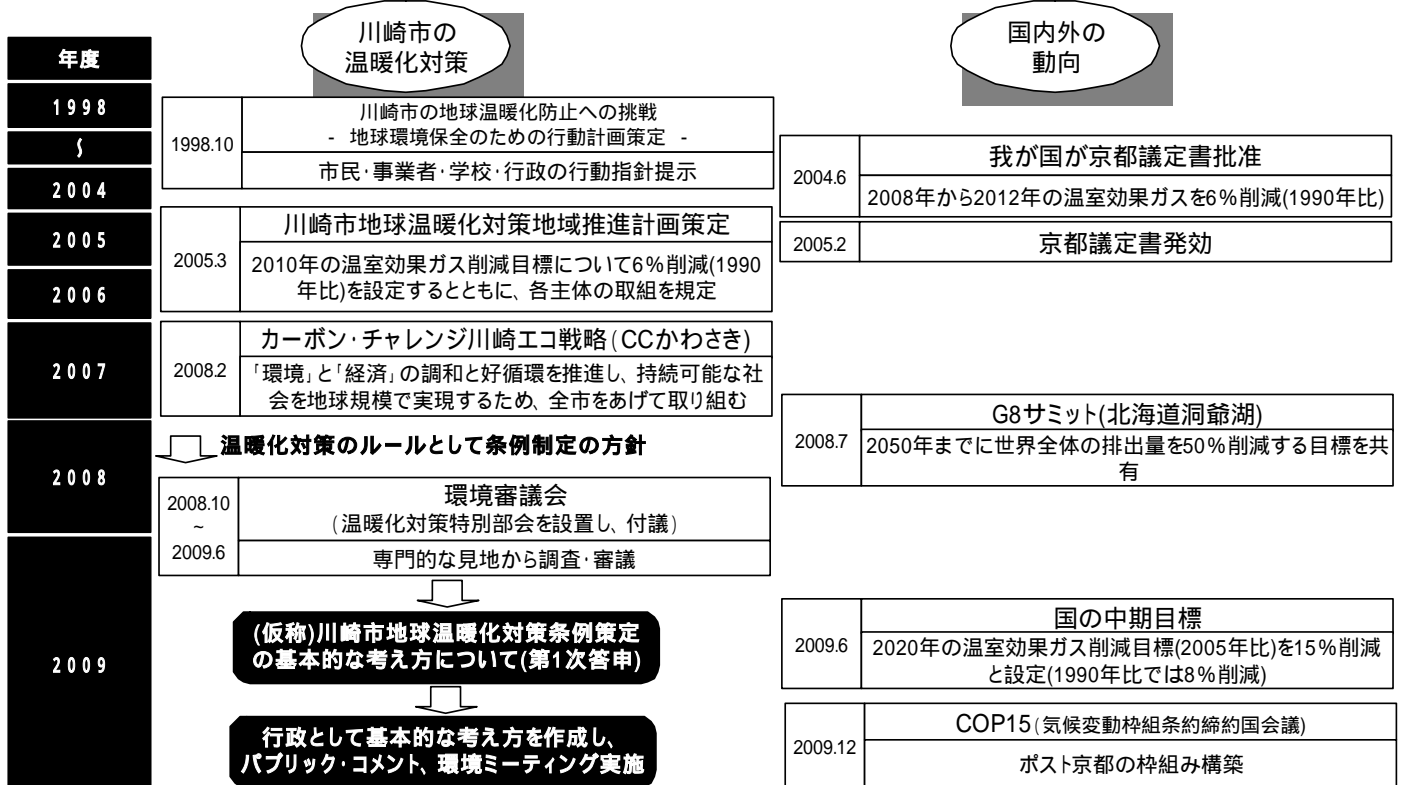 川崎市の
温暖化対策
国内外の
動向
年度
1998
～
2004
2005
2006
2007
2008
2009
1998.10
川崎市の地球温暖化防止への挑戦
- 地球環境保全のための行動計画策定 -
市民・事業者・学校・行政の行動指針提示
2005.3
川崎市地球温暖化対策地域推進計画策定
2010年の温室効果ガス削減目標について6%削減(1990
年比)を設定するとともに、各主体の取組を規定
2008.2
カーボン・チャレンジ川崎エコ戦略(CCかわさき)
「環境」と「経済」の調和と好循環を推進し、持続可能な社
会を地球規模で実現するため、全市をあげて取り組む
温暖化対策のルールとして条例制定の方針
2008.10
~
2009.6
環境審議会
(温暖化対策特別部会を設置し、付議)
専門的な見地から調査・審議
(仮称)川崎市地球温暖化対策条例策定
の基本的な考え方について(第1次答申)
行政として基本的な考え方を作成し、
パブリック・コメント、環境ミーティング実施
2004.6
我が国が京都議定書批准
2008年から2012年の温室効果ガスを6%削減(1990年比)
2005.2
京都議定書発効
2008.7
G8サミット(北海道洞爺湖)
2050年までに世界全体の排出量を50%削減する目標を共
有
2009.6
国の中期目標
2020年の温室効果ガス削減目標(2005年比)を15%削減
と設定(1990年比では8%削減)
2009.12
COP15(気候変動枠組条約締約国会議)
ポスト京都の枠組み構築